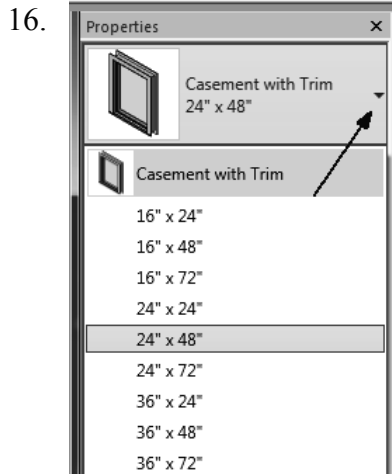 16.
Properties
Casement with Trim
24" x 48"
Casement with Trim
16" x 24"
16" x 48"
16" x 72"
24" x 24"
24" x 48"
24" x 72"
36" x 24"
36" x 48"
36" x 72"